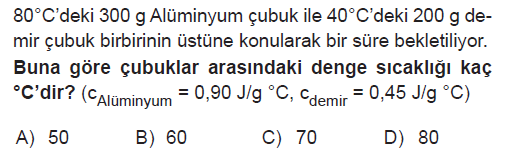 80°C'deki 300 g Alüminyum çubuk ile 40°C'deki 200 g de-
mir çubuk birbirinin üstüne konularak bir süre bekletiliyor.
Buna göre çubuklar arasındaki denge sıcaklığı kaç
°C'dir? (cAlüminyum = 0,90 J/g °C, cdemir = 0,45 J/g °C)
A) 50 B) 60 C) 70 D) 80